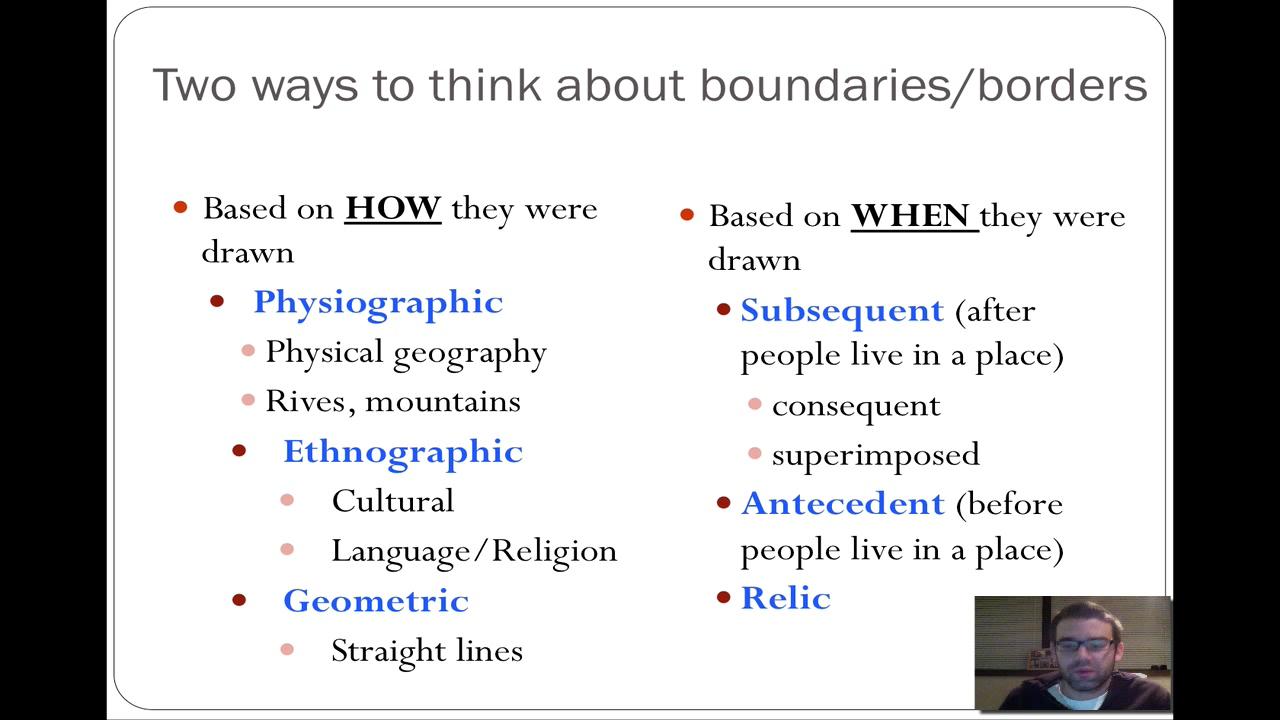 Two ways to think about boundaries/borders
Based on HOW they were
drawn
Physiographic
Physical geography
Rives, mountains
Ethnographic
Cultural
Language/Religion
Geometric
Straight lines
Based on WHEN they were
drawn
Subsequent (after
people live in a place)
consequent
superimposed
Antecedent (before
people live in a place)
Relic